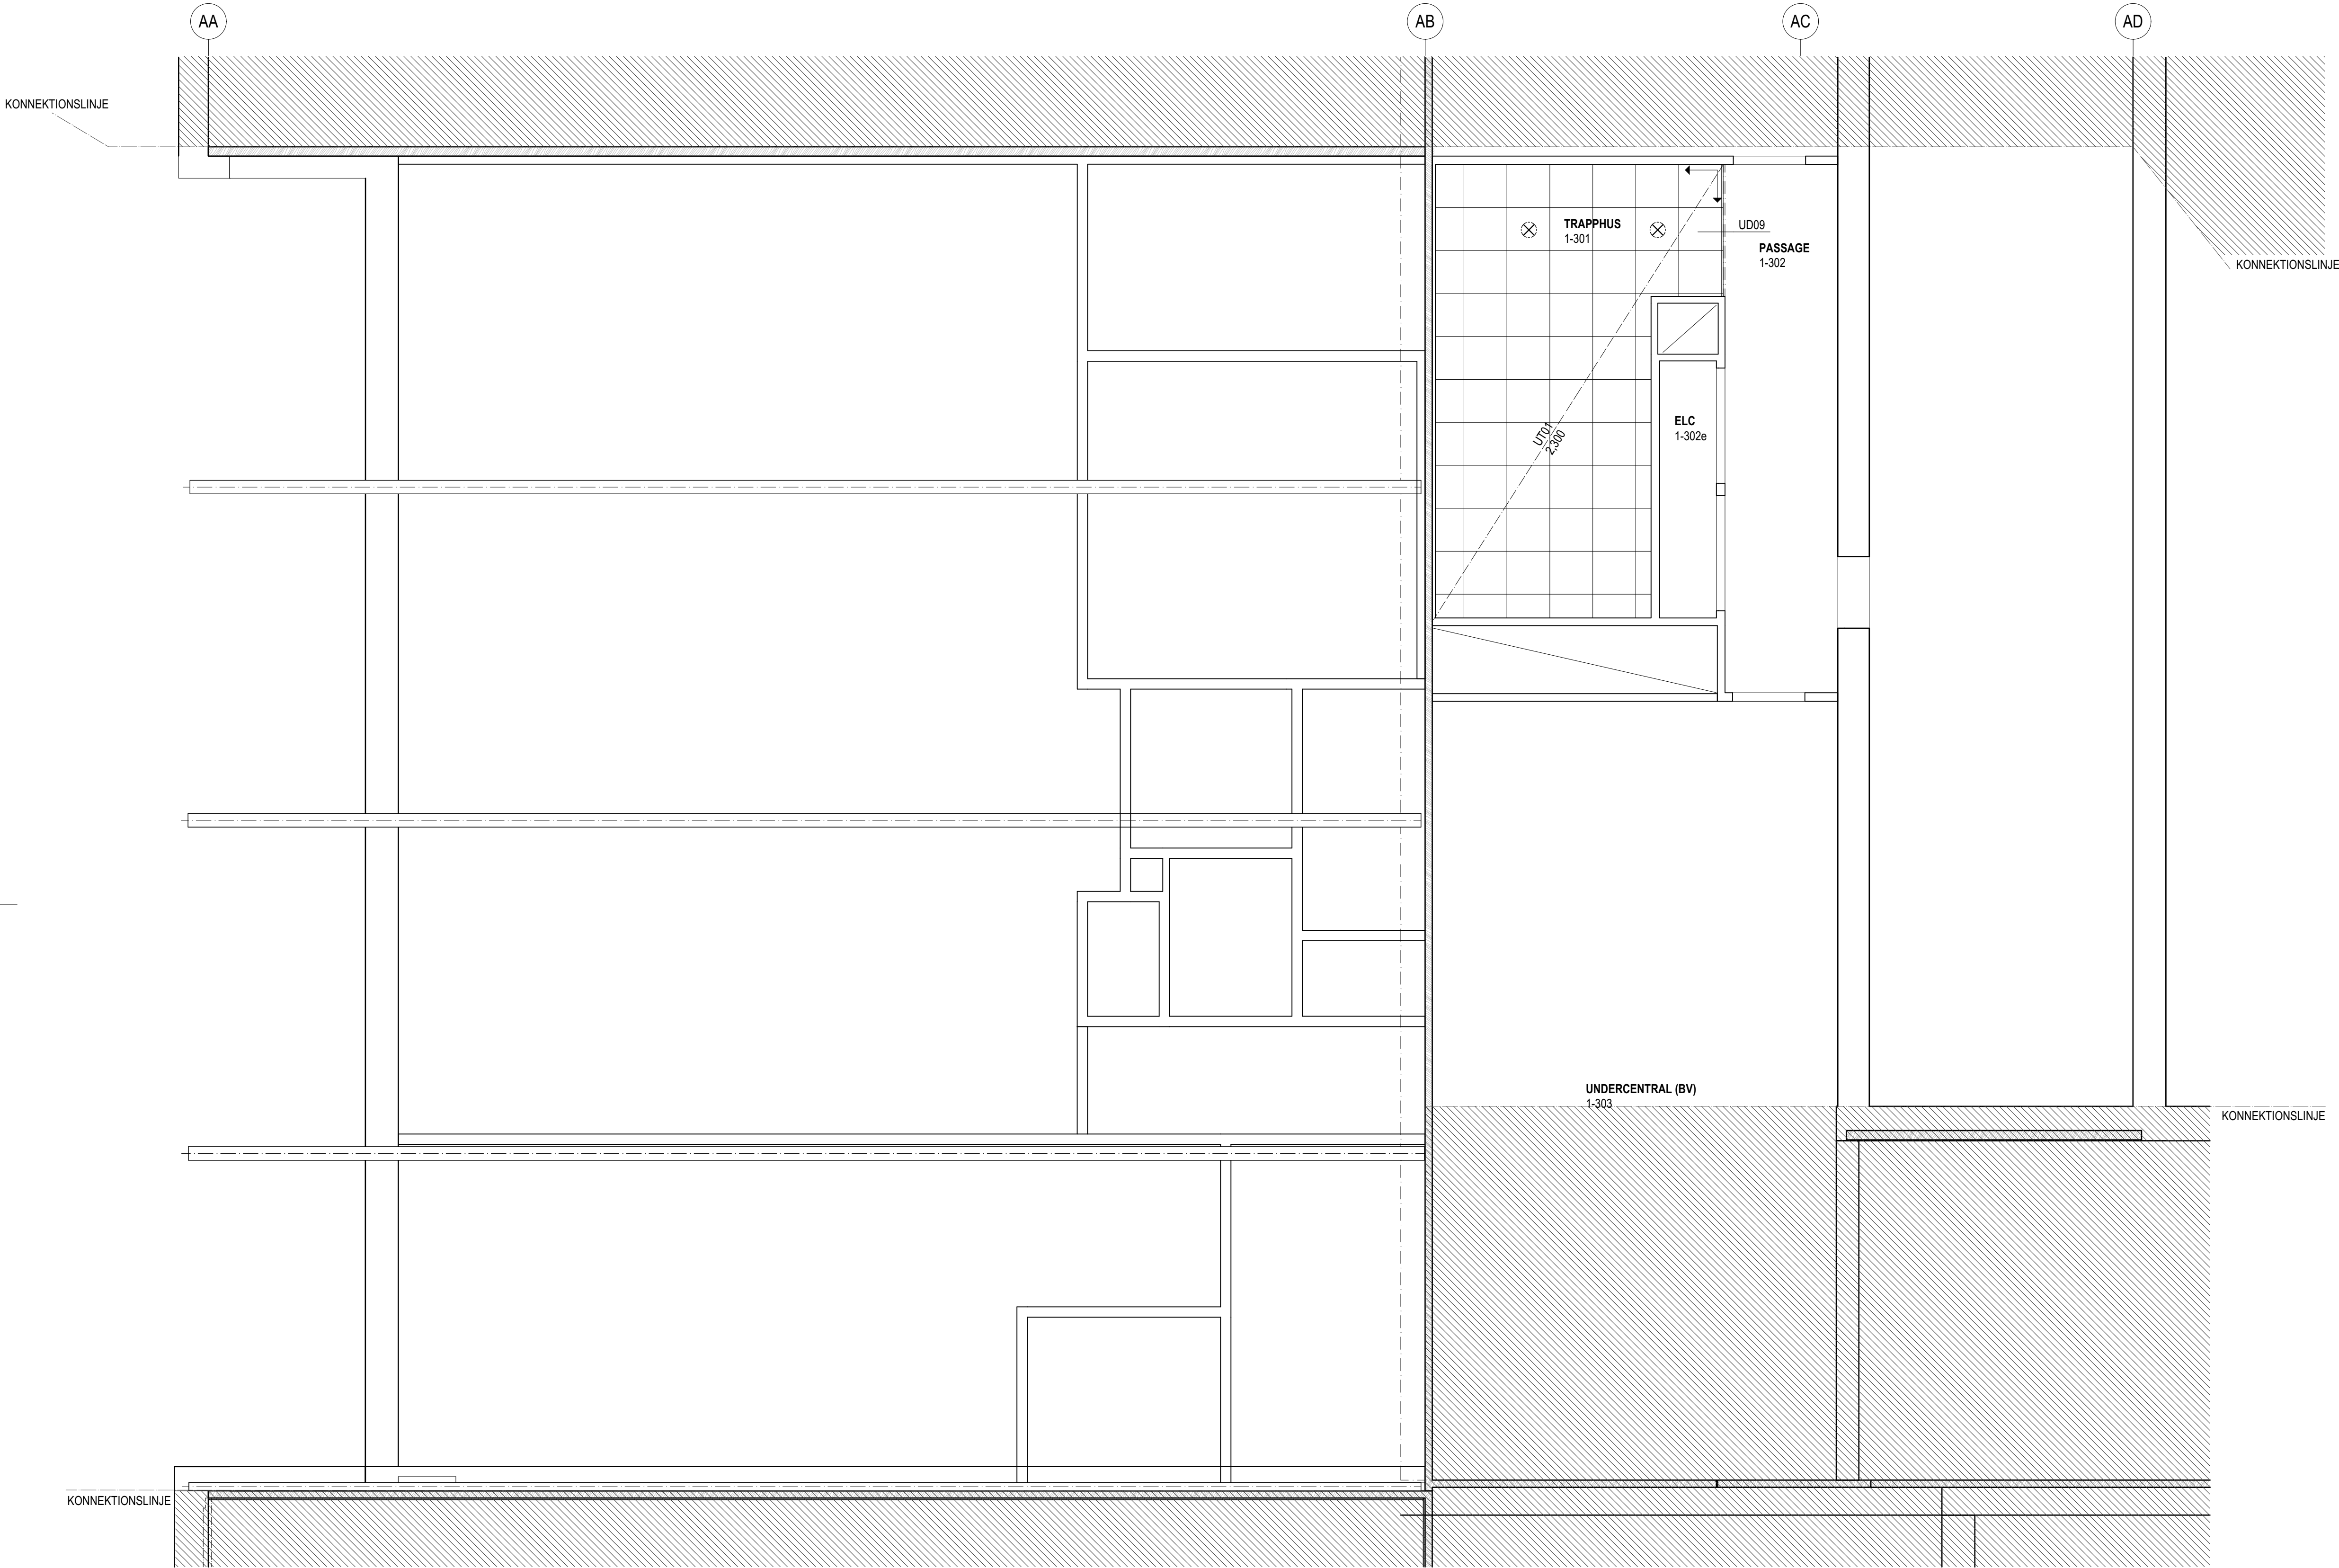 AA
AB
AC
AD
KONNEKTIONSLINJE
TRAPPHUS
1-301
UD09
PASSAGE
1-302
KONNEKTIONSLINJE
ELC
1-302e
UT01
2,300
UNDERCENTRAL (BV)
1-303
KONNEKTIONSLINJE
KONNEKTIONSLINJE